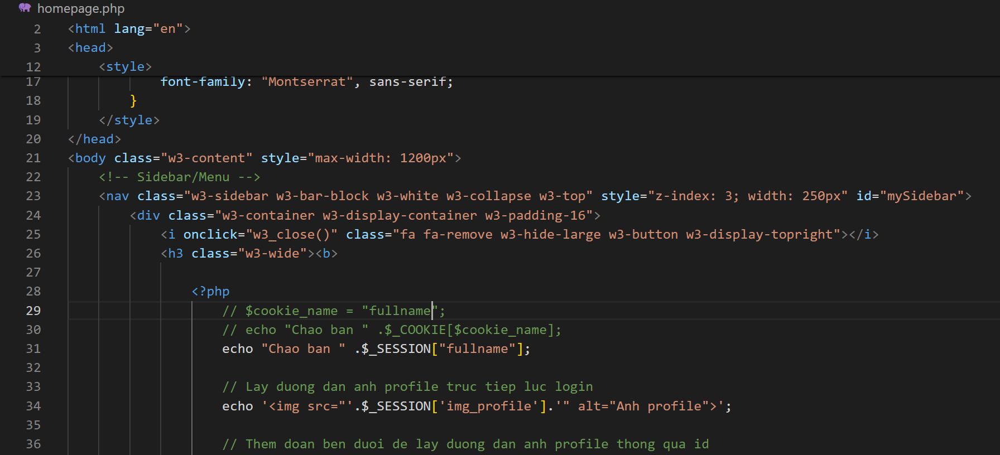 homepage.php
2 <html lang="en">
3 <head>
12 <style>
17 font-family: "Montserrat", sans-serif;
18 }
19 </style>
20 </head>
21 <body class="w3-content" style="max-width: 1200px">
22 <!-- Sidebar/Menu -->
23 <nav class="w3-sidebar w3-bar-block w3-white w3-collapse w3-top" style="z-index: 3; width: 250px" id="mySidebar">
24 <div class="w3-container w3-display-container w3-padding-16">
25 <i onclick="w3_close()" class="fa fa-remove w3-hide-large w3-button w3-display-topright"></i>
26 <h3 class="w3-wide"><b>
27
28 <?php
29 // $cookie_name = "fullname";
30 // echo "Chao ban " .$_COOKIE[$cookie_name];
31 echo "Chao ban " .$_SESSION["fullname"];
32
33 // Lay duong dan anh profile truc tiep luc login
34 echo '<img src="'.$_SESSION['img_profile'].'" alt="Anh profile">';
35
36 // Them doan ben duoi de lay duong dan anh profile thong qua id